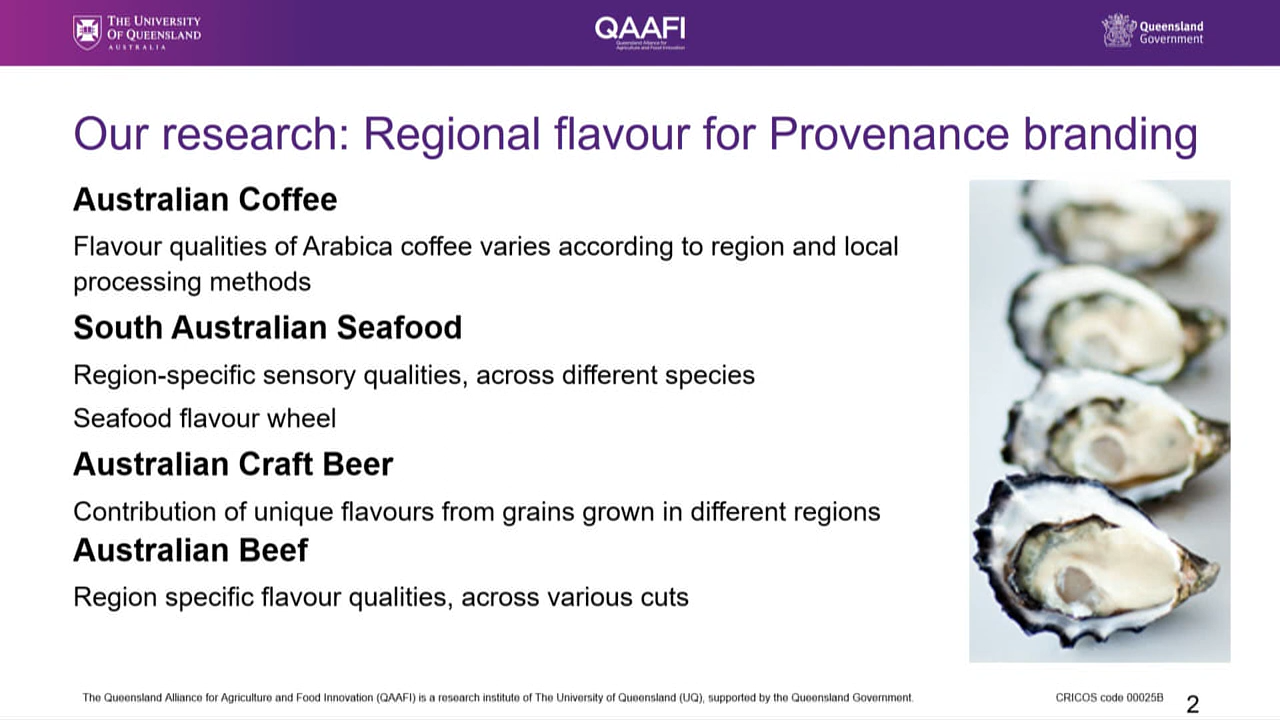 THE UNIVERSITY
OF QUEENSLAND
AUSTRALIA
QAAFI
Queensland Alliance for
Agriculture and Food Innovation
Queensland
Government
Our research: Regional flavour for Provenance branding
Australian Coffee
Flavour qualities of Arabica coffee varies according to region and local
processing methods
South Australian Seafood
Region-specific sensory qualities, across different species
Seafood flavour wheel
Australian Craft Beer
Contribution of unique flavours from grains grown in different regions
Australian Beef
Region specific flavour qualities, across various cuts
The Queensland Alliance for Agriculture and Food Innovation (QAAFI) is a research institute of The University of Queensland (UQ), supported by the Queensland Government.
CRICOS code 00025B
2